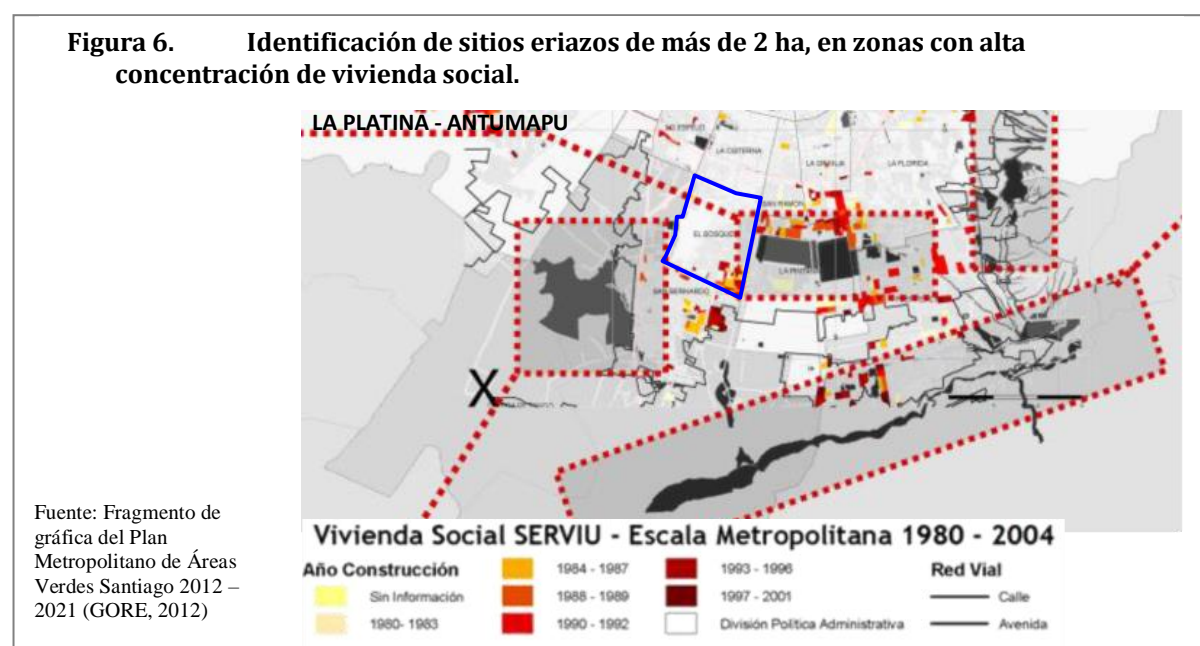 Figura 6. Identificación de sitios eriazos de más de 2 ha, en zonas con alta
concentración de vivienda social.
LA PLATINA - ANTUMAPU
LA CISTERNA
LA GRANJA
LA FLORIDA
SAN RAMON
EL BOSQUE
LA PINTANA
SAN BERNARDO
X
Fuente: Fragmento de
gráfica del Plan
Metropolitano de Áreas
Verdes Santiago 2012 –
2021 (GORE, 2012)
Vivienda Social SERVIU - Escala Metropolitana 1980 - 2004
Año Construcción
Sin Información
1980- 1983
1984 - 1987
1988 - 1989
1990 - 1992
1993 - 1996
1997 - 2001
División Política Administrativa
Red Vial
Calle
Avenida